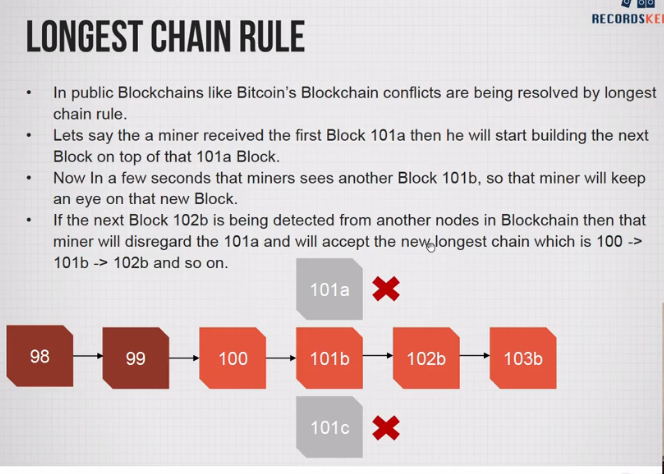 LONGEST CHAIN RULE
• In public Blockchains like Bitcoin's Blockchain conflicts are being resolved by longest
chain rule.
• Lets say the a miner received the first Block 101a then he will start building the next
Block on top of that 101a Block.
• Now In a few seconds that miners sees another Block 101b, so that miner will keep
an eye on that new Block.
• If the next Block 102b is being detected from another nodes in Blockchain then that
miner will disregard the 101a and will accept the new longest chain which is 100 ->
101b -> 102b and so on.
101a
98
99
100
101b
102b
103b
101c